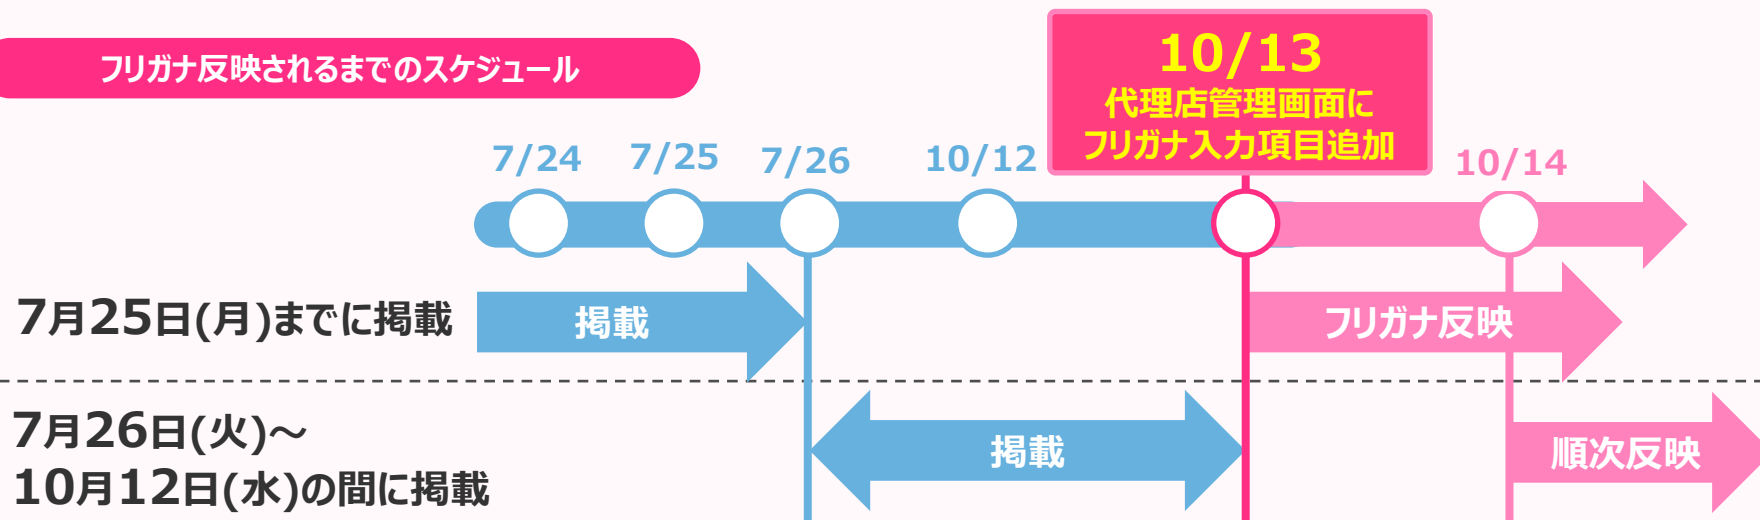 フリガナ反映されるまでのスケジュール
10/13
代理店管理画面に
フリガナ入力項目追加
7/24
7/25
7/26
10/12
10/14
7月25日(月)までに掲載
掲載
フリガナ反映
7月26日(火)～
10月12日(水)の間に掲載
掲載
順次反映